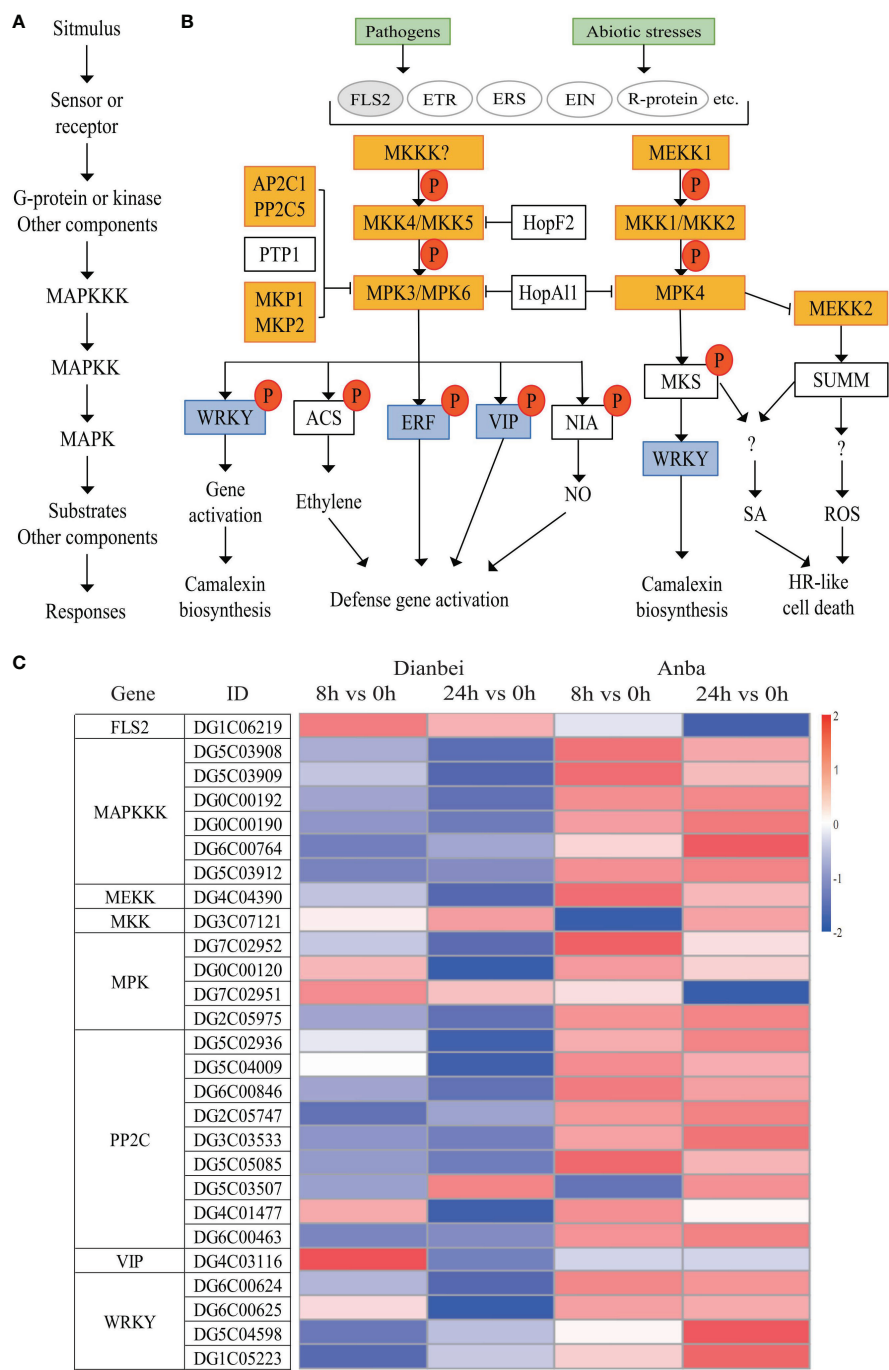 A
Sitmulus
Sensor or
receptor
G-protein or kinase
Other components
MAPKKK
MAPKK
MAPK
Substrates
Other components
Responses
B
Pathogens
Abiotic stresses
FLS2
ETR
ERS
EIN
R-protein
etc.
MKKK?
MEKK1
P
P
AP2C1
PP2C5
MKK4/MKK5
HopF2
MKK1/MKK2
PTP1
P
P
MKP1
MKP2
MPK3/MPK6
HopAl1
MPK4
MEKK2
WRKY
P
ACS
P
ERF
P
VIP
P
NIA
P
MKS
P
SUMM
Gene
activation
Ethylene
NO
WRKY
?
?
SA
ROS
Camalexin
biosynthesis
Defense gene activation
Camalexin
biosynthesis
HR-like
cell death
C
Dianbei
Anba
Gene
ID
8h vs 0h
24h vs 0h
8h vs 0h
24h vs 0h
FLS2
DG1C06219
MAPKKK
DG5C03908
DG5C03909
DG0C00192
DG0C00190
DG6C00764
DG5C03912
MEKK
DG4C04390
MKK
DG3C07121
MPK
DG7C02952
DG0C00120
DG7C02951
DG2C05975
PP2C
DG5C02936
DG5C04009
DG6C00846
DG2C05747
DG3C03533
DG5C05085
DG5C03507
DG4C01477
DG6C00463
VIP
DG4C03116
WRKY
DG6C00624
DG6C00625
DG5C04598
DG1C05223
2
1
0
-1
-2